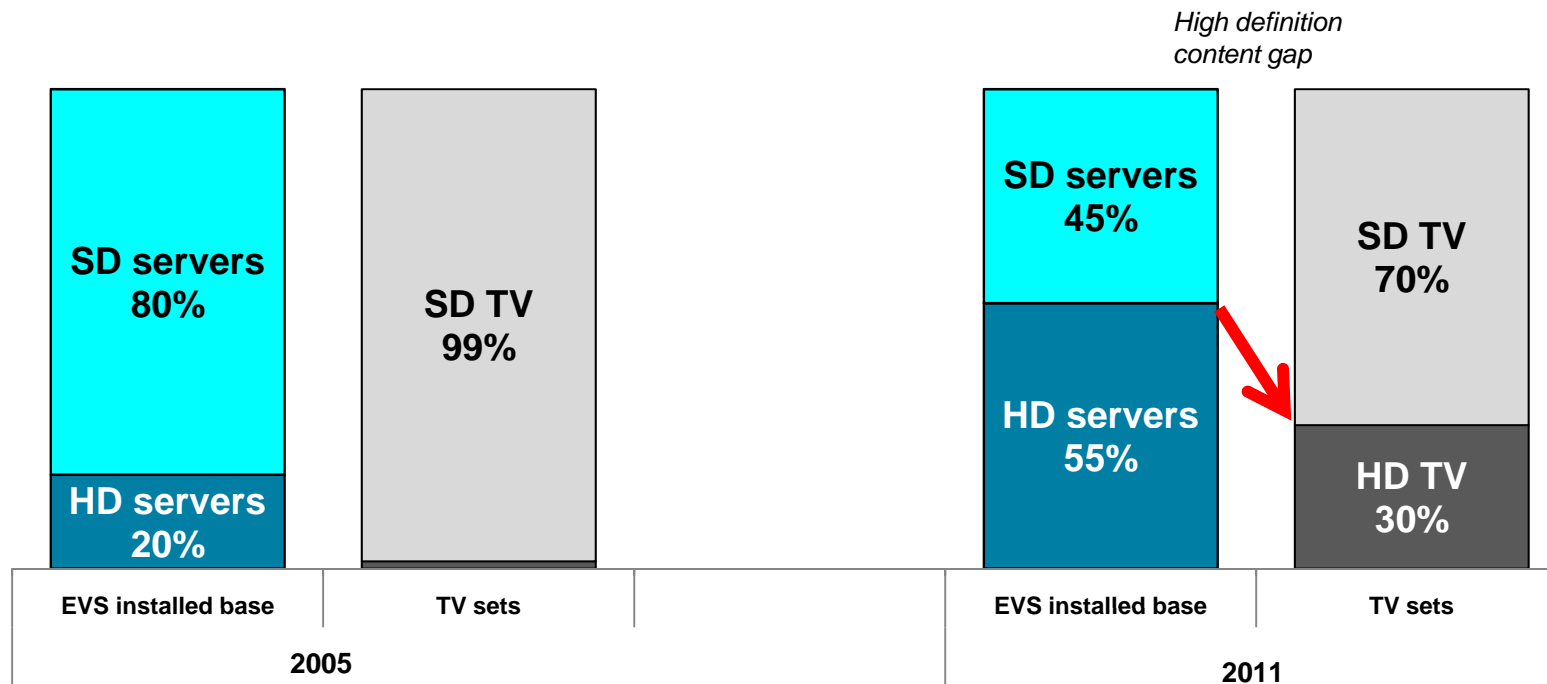 High definition
content gap
SD servers
80%
HD servers
20%
SD TV
99%
SD servers
45%
HD servers
55%
SD TV
70%
HD TV
30%
EVS installed base
TV sets
EVS installed base
TV sets
2005
2011